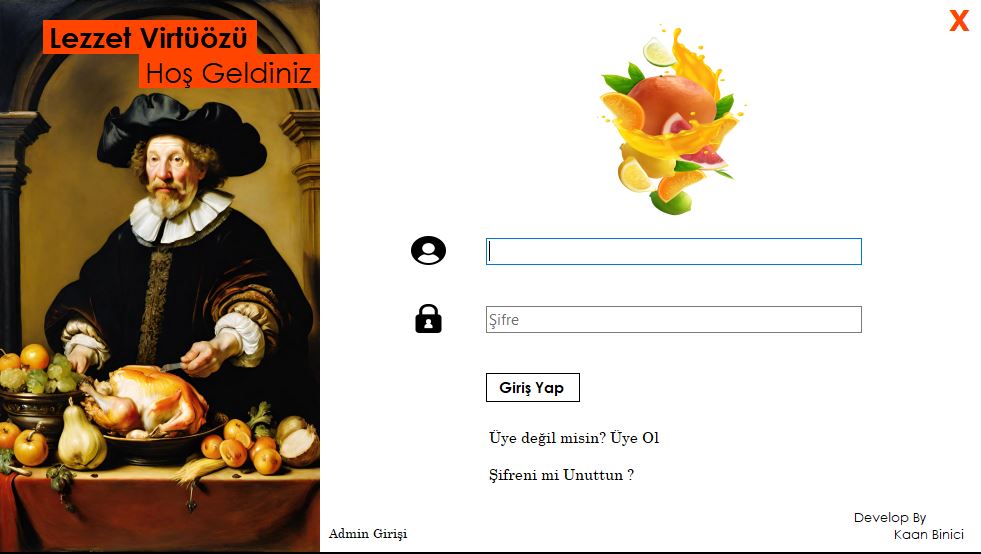 Lezzet Virtüözü
Hoş Geldiniz
X
Şifre
Giriş Yap
Üye değil misin? Üye Ol
Şifreni mi Unuttun ?
Admin Girişi
Develop By
Kaan Binici